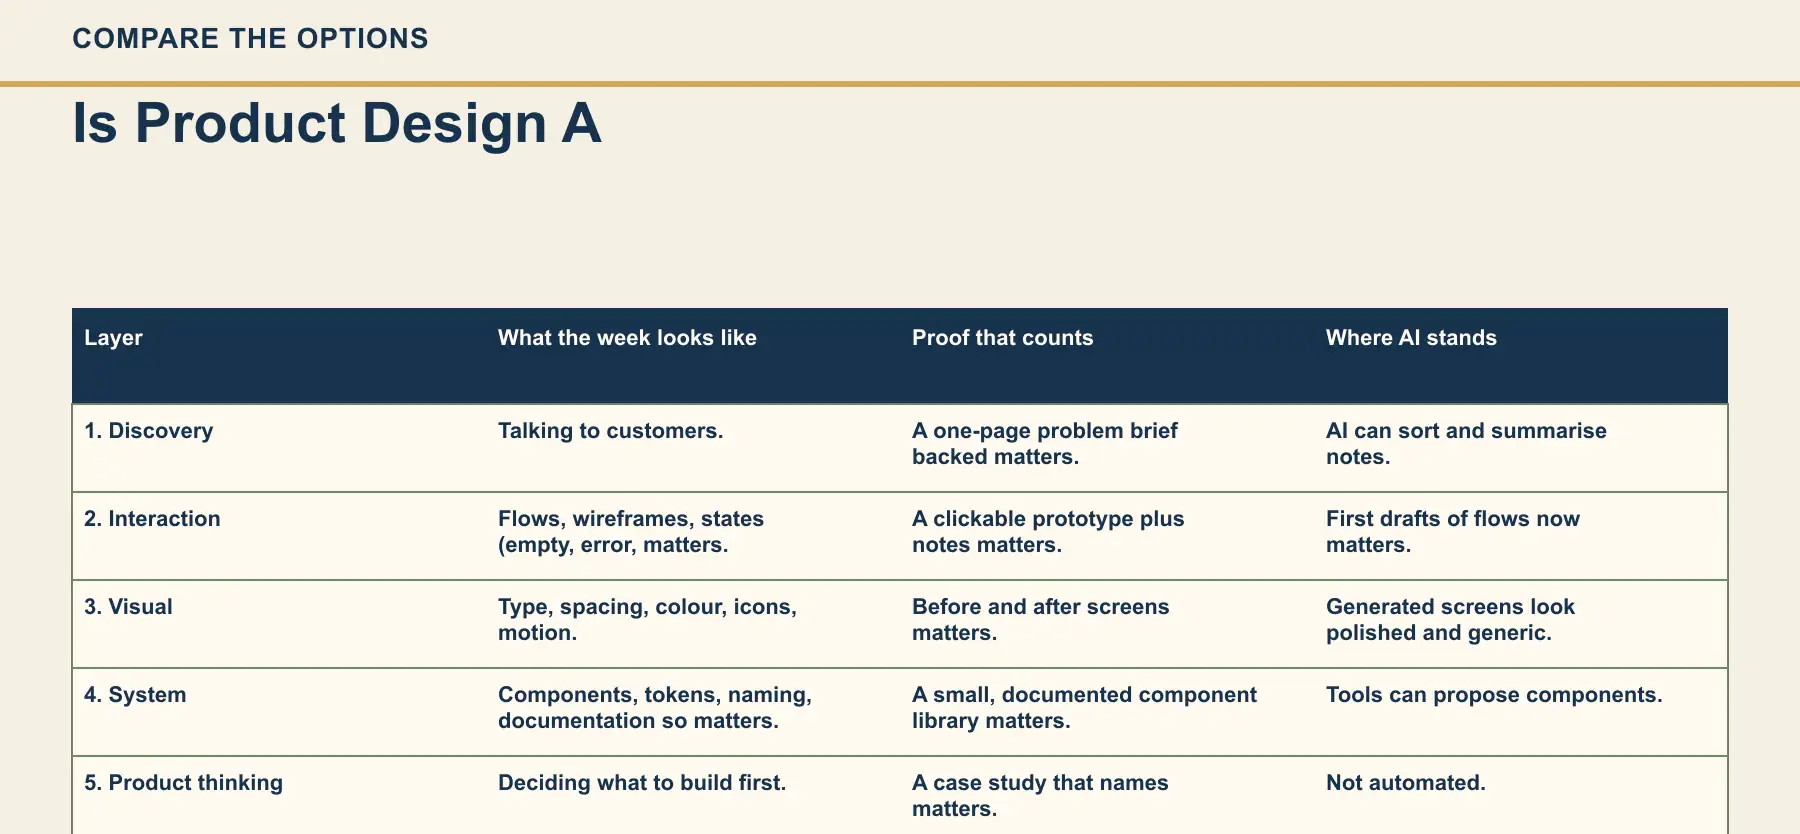 COMPARE THE OPTIONS
Is Product Design A
Layer
What the week looks like
Proof that counts
Where AI stands
1. Discovery
Talking to customers.
A one-page problem brief
backed matters.
AI can sort and summarise
notes.
2. Interaction
Flows, wireframes, states
(empty, error, matters.
A clickable prototype plus
notes matters.
First drafts of flows now
matters.
3. Visual
Type, spacing, colour, icons,
motion.
Before and after screens
matters.
Generated screens look
polished and generic.
4. System
Components, tokens, naming,
documentation so matters.
A small, documented component
library matters.
Tools can propose components.
5. Product thinking
Deciding what to build first.
A case study that names
matters.
Not automated.